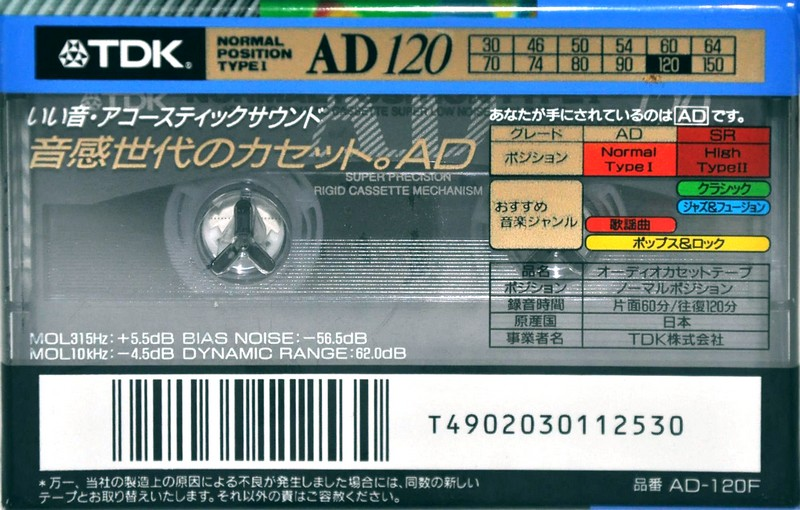 TDK®
NORMAL
POSITION
TYPE I
AD 120
30 46 50 54 60 64
70 74 80 90 120 150
TDK
いい音・アコースティックサウンド
音感世代のカセット。AD
SUPER PRECISION
RIGID CASSETTE MECHANISM
MOL315Hz:+5.5dB BIAS NOISE:−56.5dB
MOL10kHz:−4.5dB DYNAMIC RANGE:62.0dB
あなたが手にされているのは AD です。
グレード AD SR
ポジション Normal Type I High Type II
おすすめ
音楽ジャンル
クラシック
ジャズ&フュージョン
歌謡曲
ポップス&ロック
品名 オーディオカセットテープ
ポジション ノーマルポジション
録音時間 片面60分/往復120分
原産国 日本
事業者名 TDK株式会社
T4902030112530
*万一、当社の製造上の原因による不良が発生しました場合には、同数の新しい
テープとお取り替えいたします。それ以外の責はご容赦ください。
品番 AD-120F